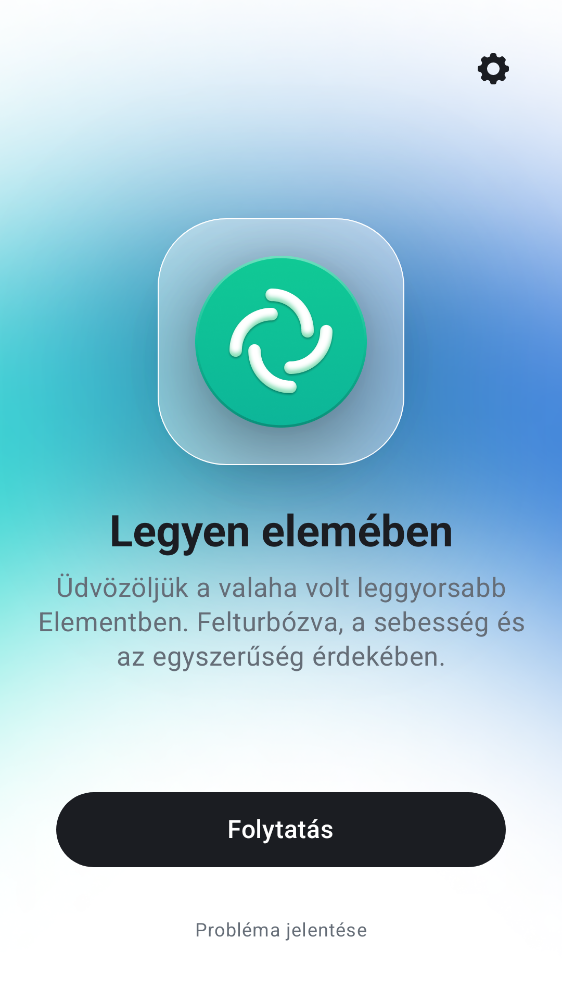 Legyen elemében
Üdvözöljük a valaha volt leggyorsabb
Elementben. Felturbózva, a sebesség és
az egyszerűség érdekében.
Folytatás
Probléma jelentése